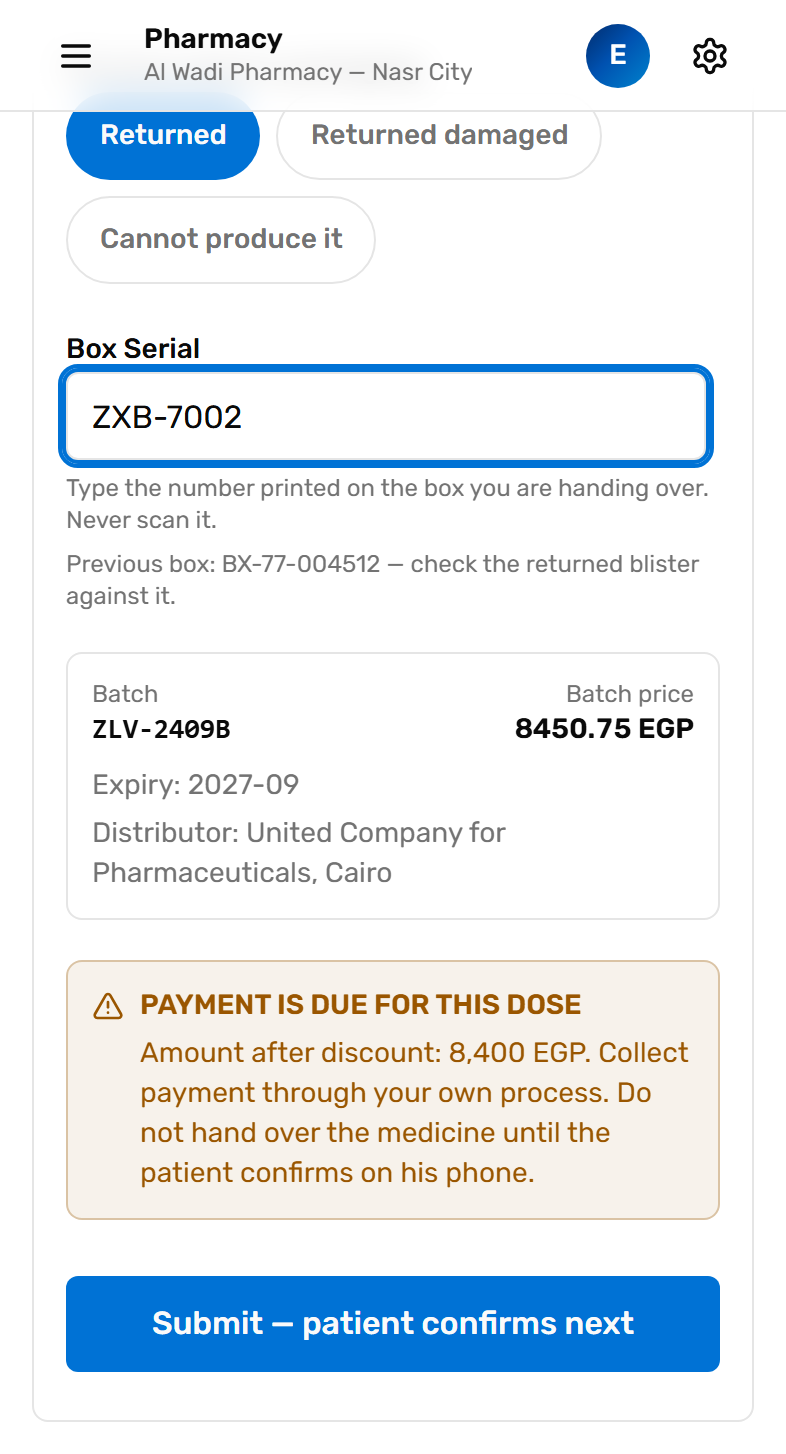 Pharmacy
Al Wadi Pharmacy — Nasr City
E
Returned
Returned damaged
Cannot produce it
Box Serial
ZXB-7002
Type the number printed on the box you are handing over.
Never scan it.
Previous box: BX-77-004512 — check the returned blister
against it.
Batch
Batch price
ZLV-2409B
8450.75 EGP
Expiry: 2027-09
Distributor: United Company for
Pharmaceuticals, Cairo
PAYMENT IS DUE FOR THIS DOSE
Amount after discount: 8,400 EGP. Collect
payment through your own process. Do
not hand over the medicine until the
patient confirms on his phone.
Submit — patient confirms next